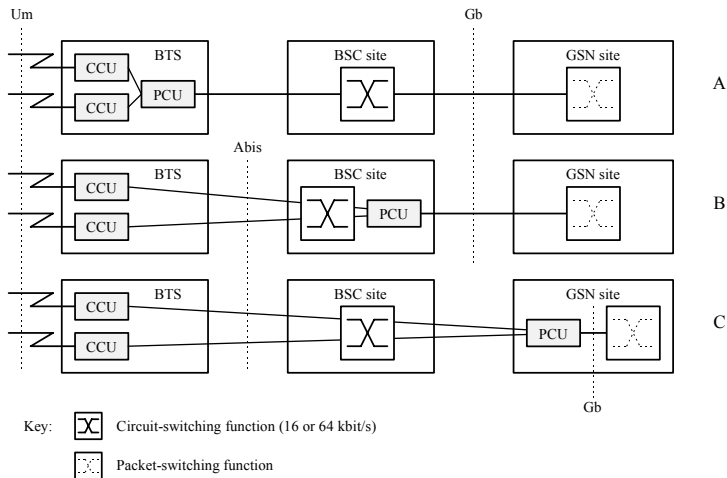 Um
Gb
BTS
BSC site
GSN site
CCU
CCU
PCU
A
Abis
BTS
BSC site
GSN site
CCU
CCU
PCU
B
BTS
BSC site
GSN site
CCU
CCU
PCU
C
Gb
Key:
Circuit-switching function (16 or 64 kbit/s)
Packet-switching function